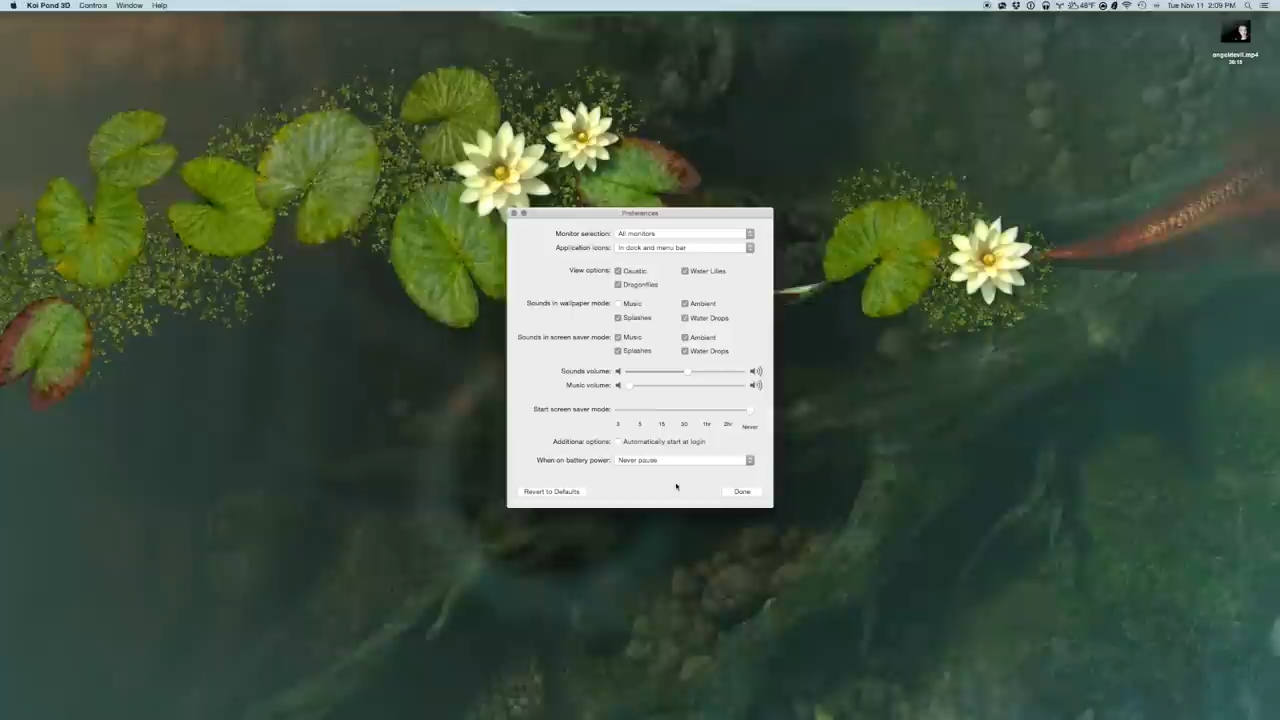 Koi Pond 3D Controls Window Help 48°F Tue Nov 11 2:09 PM
angeldevil.mp4
Preferences
Monitor selection: All monitors
Application icons: In dock and menu bar
View options: Caustic Water Lilies
Dragonflies
Sounds in wallpaper mode: Music Ambient
Splashes Water Drops
Sounds in screen saver mode: Music Ambient
Splashes Water Drops
Sounds volume:
Music volume:
Start screen saver mode:
3 5 15 30 1hr 2hr Never
Additional options: Automatically start at login
When on battery power: Never pause
Revert to Defaults Done